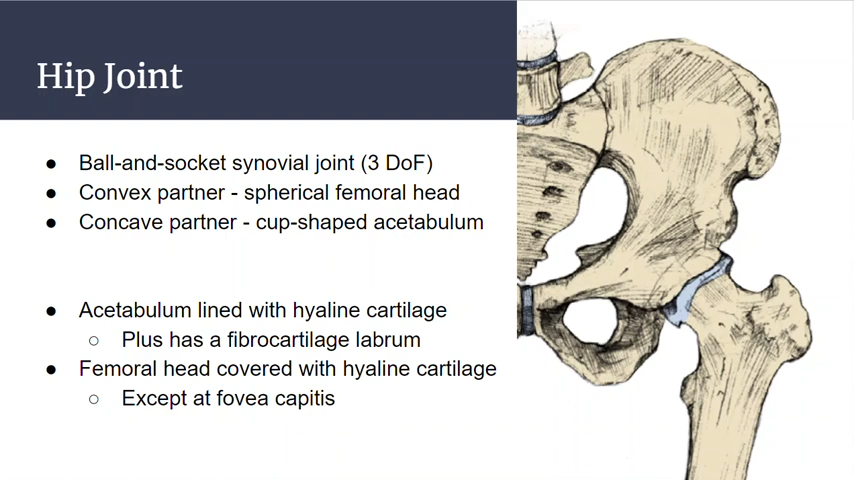 Hip Joint
● Ball-and-socket synovial joint (3 DoF)
● Convex partner - spherical femoral head
● Concave partner - cup-shaped acetabulum
● Acetabulum lined with hyaline cartilage
○ Plus has a fibrocartilage labrum
● Femoral head covered with hyaline cartilage
○ Except at fovea capitis